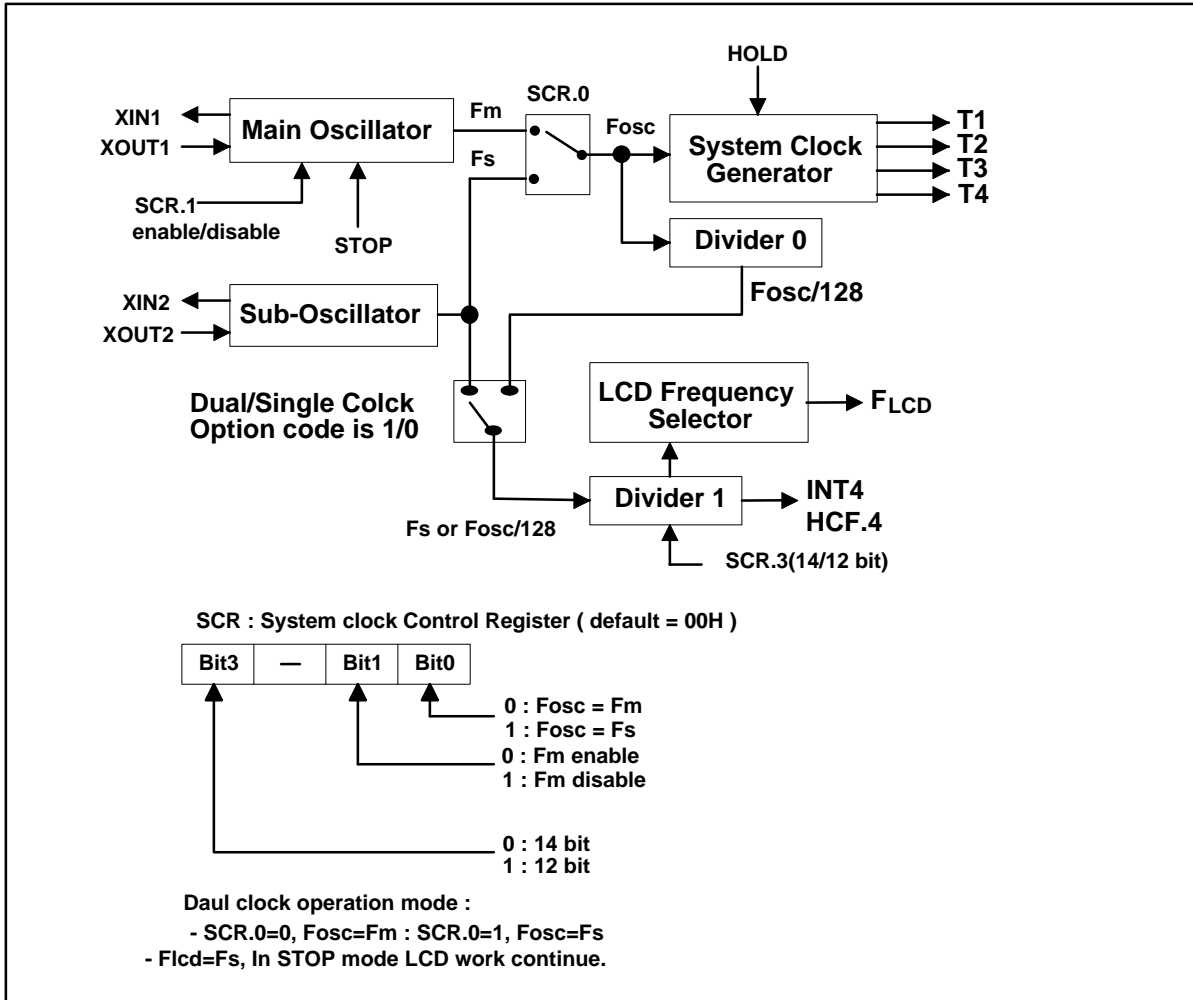 HOLD
SCR.0
XIN1
XOUT1
Main Oscillator
Fm
Fs
Fosc
System Clock
Generator
T1
T2
T3
T4
SCR.1
enable/disable
STOP
Divider 0
Fosc/128
XIN2
XOUT2
Sub-Oscillator
Dual/Single Colck
Option code is 1/0
LCD Frequency
Selector
FLCD
Fs or Fosc/128
Divider 1
INT4
HCF.4
SCR.3(14/12 bit)
SCR : System clock Control Register ( default = 00H )
Bit3 — Bit1 Bit0
0 : Fosc = Fm
1 : Fosc = Fs
0 : Fm enable
1 : Fm disable
0 : 14 bit
1 : 12 bit
Daul clock operation mode :
- SCR.0=0, Fosc=Fm : SCR.0=1, Fosc=Fs
- Flcd=Fs, In STOP mode LCD work continue.